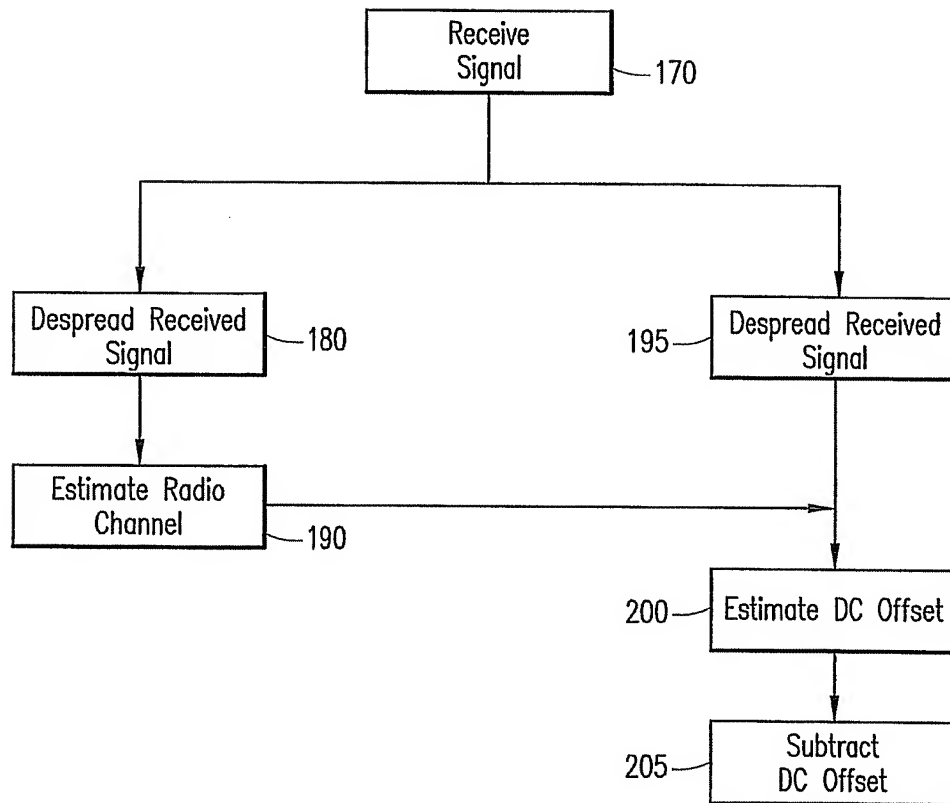 Receive
Signal
170
Despread Received
Signal
180
195
Despread Received
Signal
Estimate Radio
Channel
190
200
Estimate DC Offset
205
Subtract
DC Offset